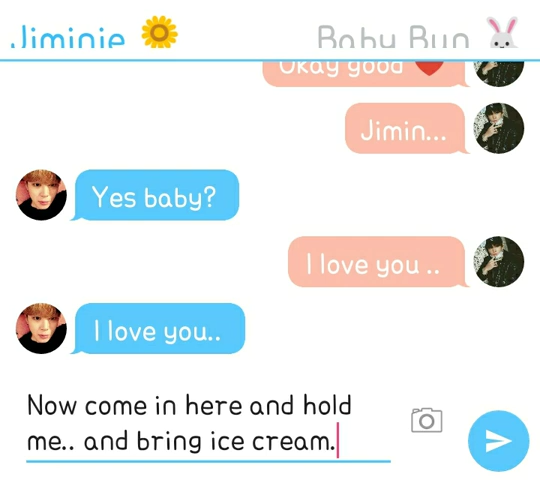 Jiminie 🌻 Baby Bun 🐰
Okay good ❤️
Jimin...
Yes baby?
I love you ..
I love you..
Now come in here and hold
me.. and bring ice cream.